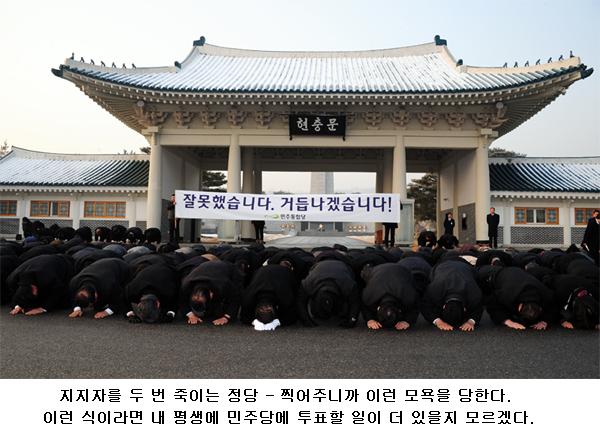 현충문
잘못했습니다. 거듭나겠습니다!
민주통합당
지지자를 두 번 죽이는 정당 - 찍어주니까 이런 모욕을 당한다.
이런 식이라면 내 평생에 민주당에 투표할 일이 더 있을지 모르겠다.